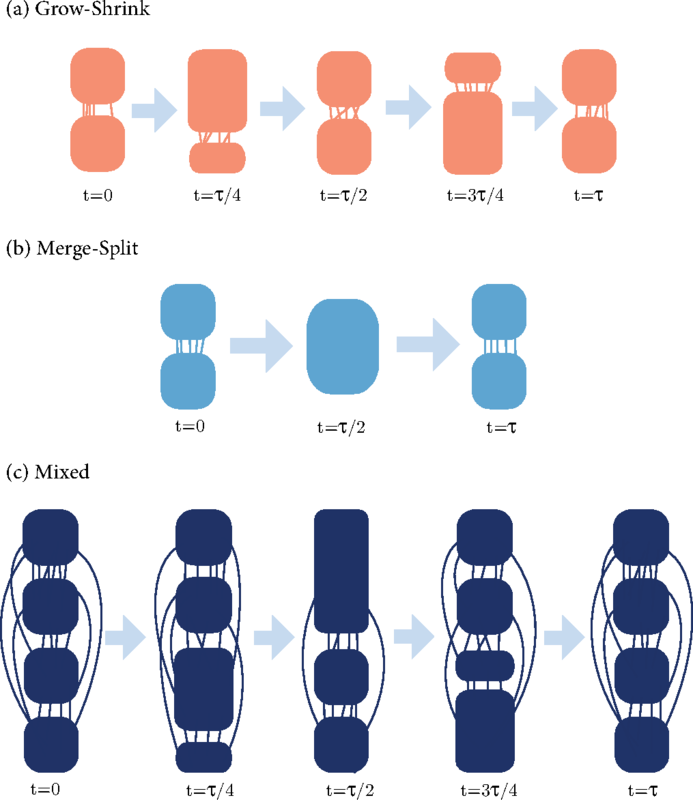 (a) Grow-Shrink
t=0 t=τ/4 t=τ/2 t=3τ/4 t=τ
(b) Merge-Split
t=0 t=τ/2 t=τ
(c) Mixed
t=0 t=τ/4 t=τ/2 t=3τ/4 t=τ